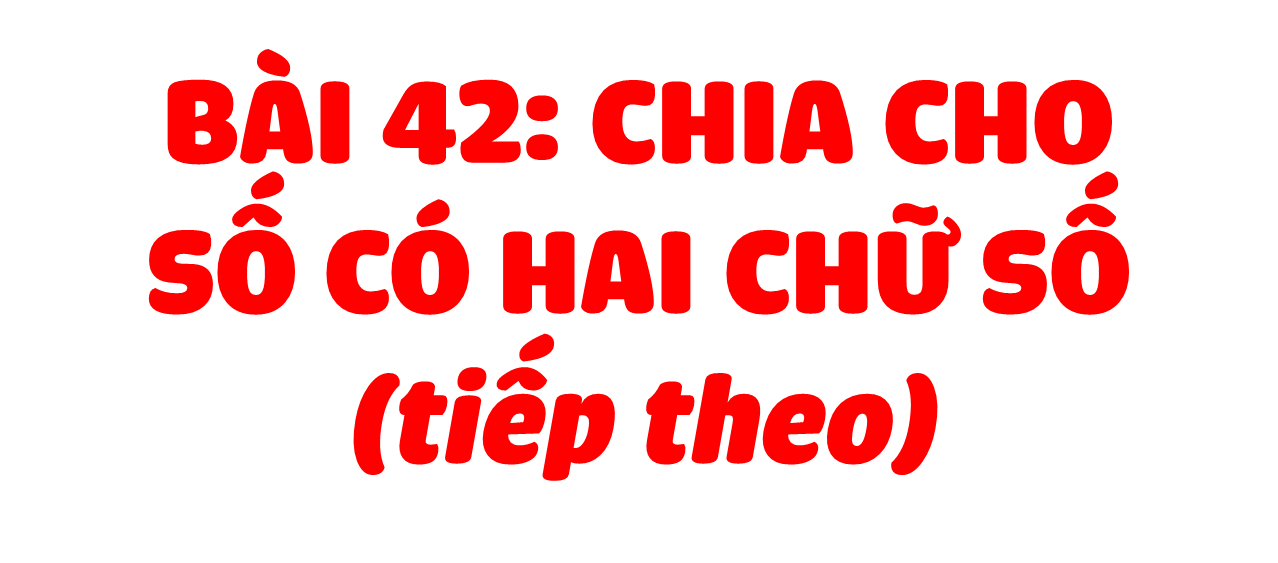 BÀI 42: CHIA CHO
SỐ CÓ HAI CHỮ SỐ
(tiếp theo)